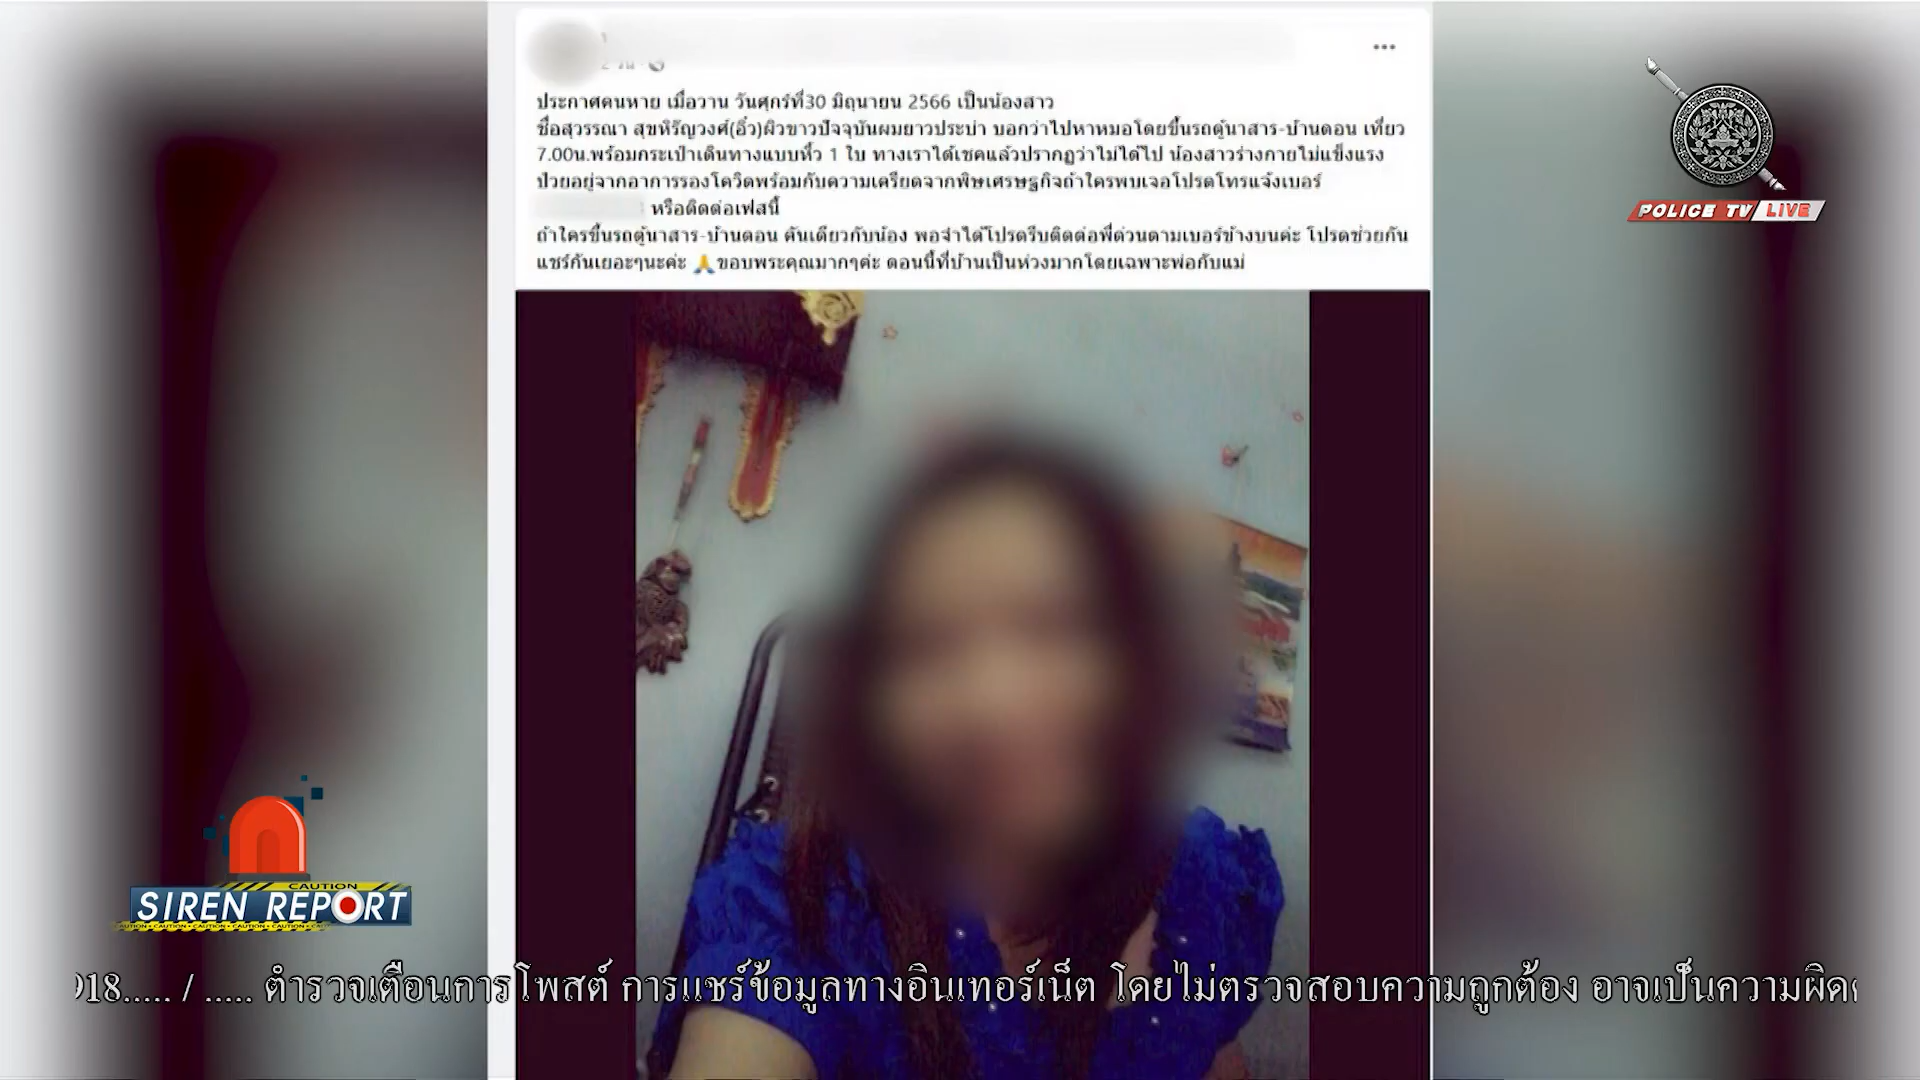 2 วัน
ประกาศคนหาย เมื่อวาน วันศุกร์ที่30 มิถุนายน 2566 เป็นน้องสาว
ชื่อสุวรรณา สุขหิรัญวงศ์(อิ๋ว)ผิวขาวปัจจุบันผมยาวประบ่า บอกว่าไปหาหมอโดยขึ้นรถตู้นาสาร-บ้านดอน เที่ยว
7.00น.พร้อมกระเป๋าเดินทางแบบหิ้ว 1 ใบ ทางเราได้เชคแล้วปรากฏว่าไม่ได้ไป น้องสาวร่างกายไม่แข็งแรง
ป่วยอยู่จากอาการรองโควิดพร้อมกับความเครียดจากพิษเศรษฐกิจถ้าใครพบเจอโปรดโทรแจ้งเบอร์
หรือติดต่อเฟสนี้
ถ้าใครขึ้นรถตู้นาสาร-บ้านดอน คันเดียวกับน้อง พอจำได้โปรดรีบติดต่อพี่ด่วนตามเบอร์ข้างบนค่ะ โปรดช่วยกัน
แชร์กันเยอะๆนะค่ะ 🙏ขอบพระคุณมากๆค่ะ ตอนนี้ที่บ้านเป็นห่วงมากโดยเฉพาะพ่อกับแม่
POLICE TV LIVE
CAUTION
SIREN REPORT
CAUTION • CAUTION • CAUTION • CAUTION • CAUTION
918..... / ..... ตำรวจเตือนการโพสต์ การแชร์ข้อมูลทางอินเทอร์เน็ต โดยไม่ตรวจสอบความถูกต้อง อาจเป็นความผิด